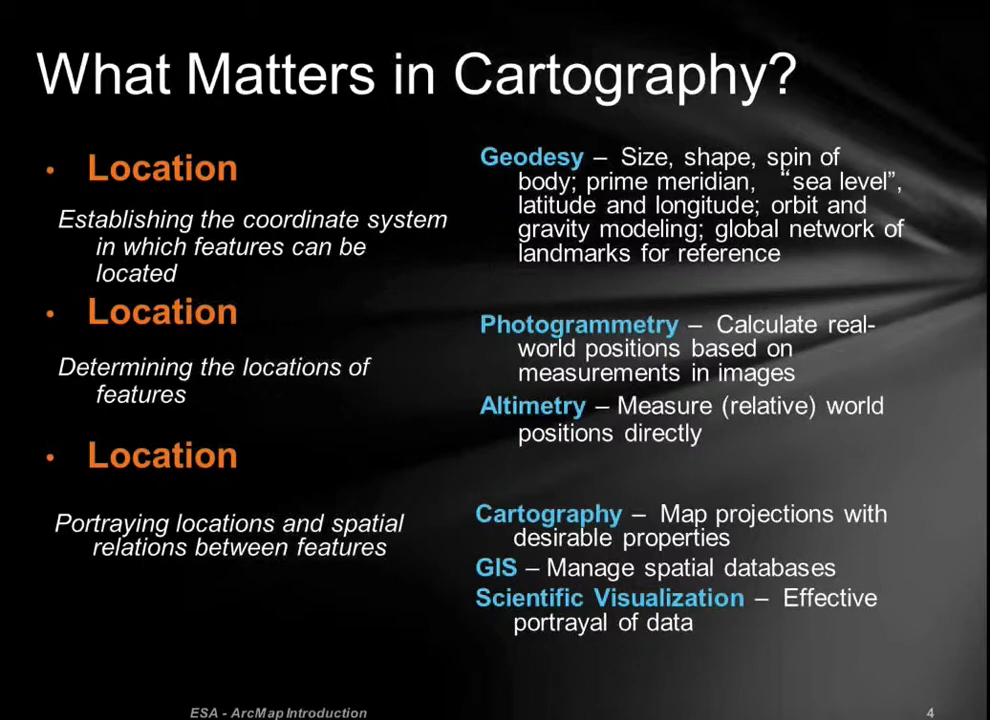 What Matters in Cartography?
• Location
Establishing the coordinate system
in which features can be
located
• Location
Determining the locations of
features
• Location
Portraying locations and spatial
relations between features
Geodesy – Size, shape, spin of
body; prime meridian, “sea level”,
latitude and longitude; orbit and
gravity modeling; global network of
landmarks for reference
Photogrammetry – Calculate real-
world positions based on
measurements in images
Altimetry – Measure (relative) world
positions directly
Cartography – Map projections with
desirable properties
GIS – Manage spatial databases
Scientific Visualization – Effective
portrayal of data
ESA - ArcMap Introduction
4